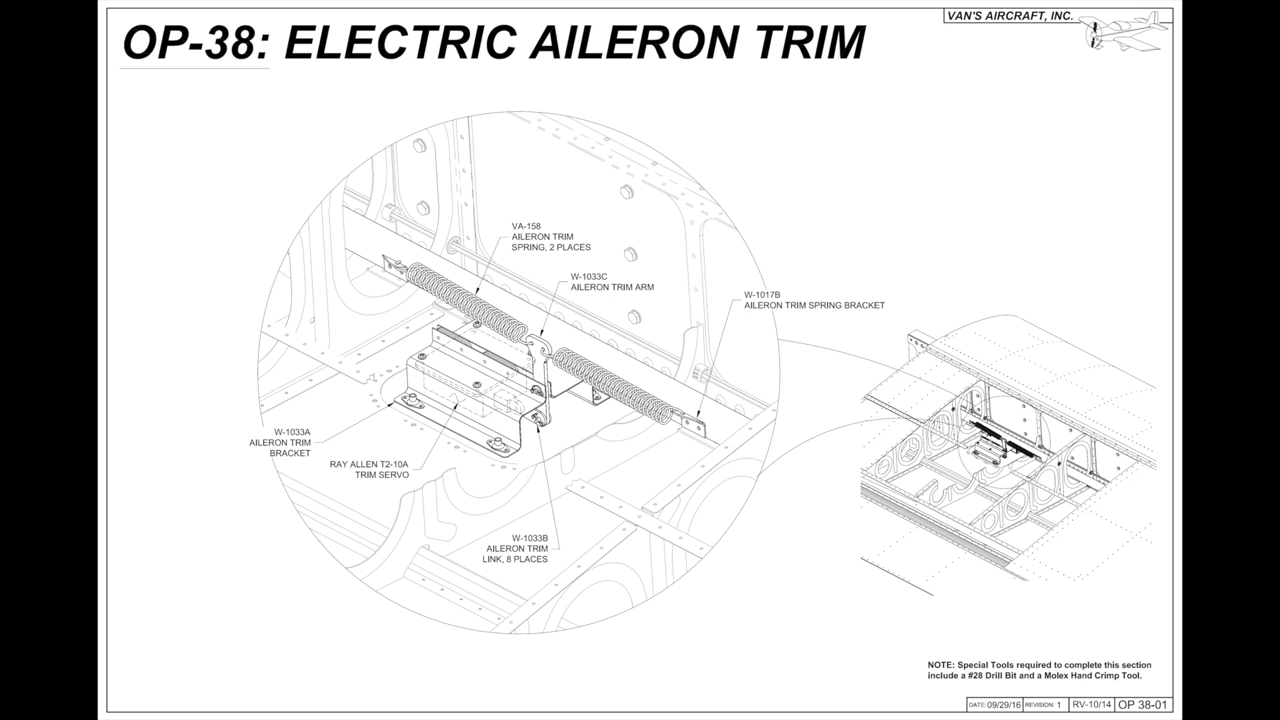 VAN'S AIRCRAFT, INC.
OP-38: ELECTRIC AILERON TRIM
VA-158
AILERON TRIM
SPRING, 2 PLACES
W-1033C
AILERON TRIM ARM
W-1017B
AILERON TRIM SPRING BRACKET
W-1033A
AILERON TRIM
BRACKET
RAY ALLEN T2-10A
TRIM SERVO
W-1033B
AILERON TRIM
LINK, 8 PLACES
NOTE: Special Tools required to complete this section
include a #28 Drill Bit and a Molex Hand Crimp Tool.
DATE: 09/29/16 REVISION: 1 RV-10/14 OP 38-01